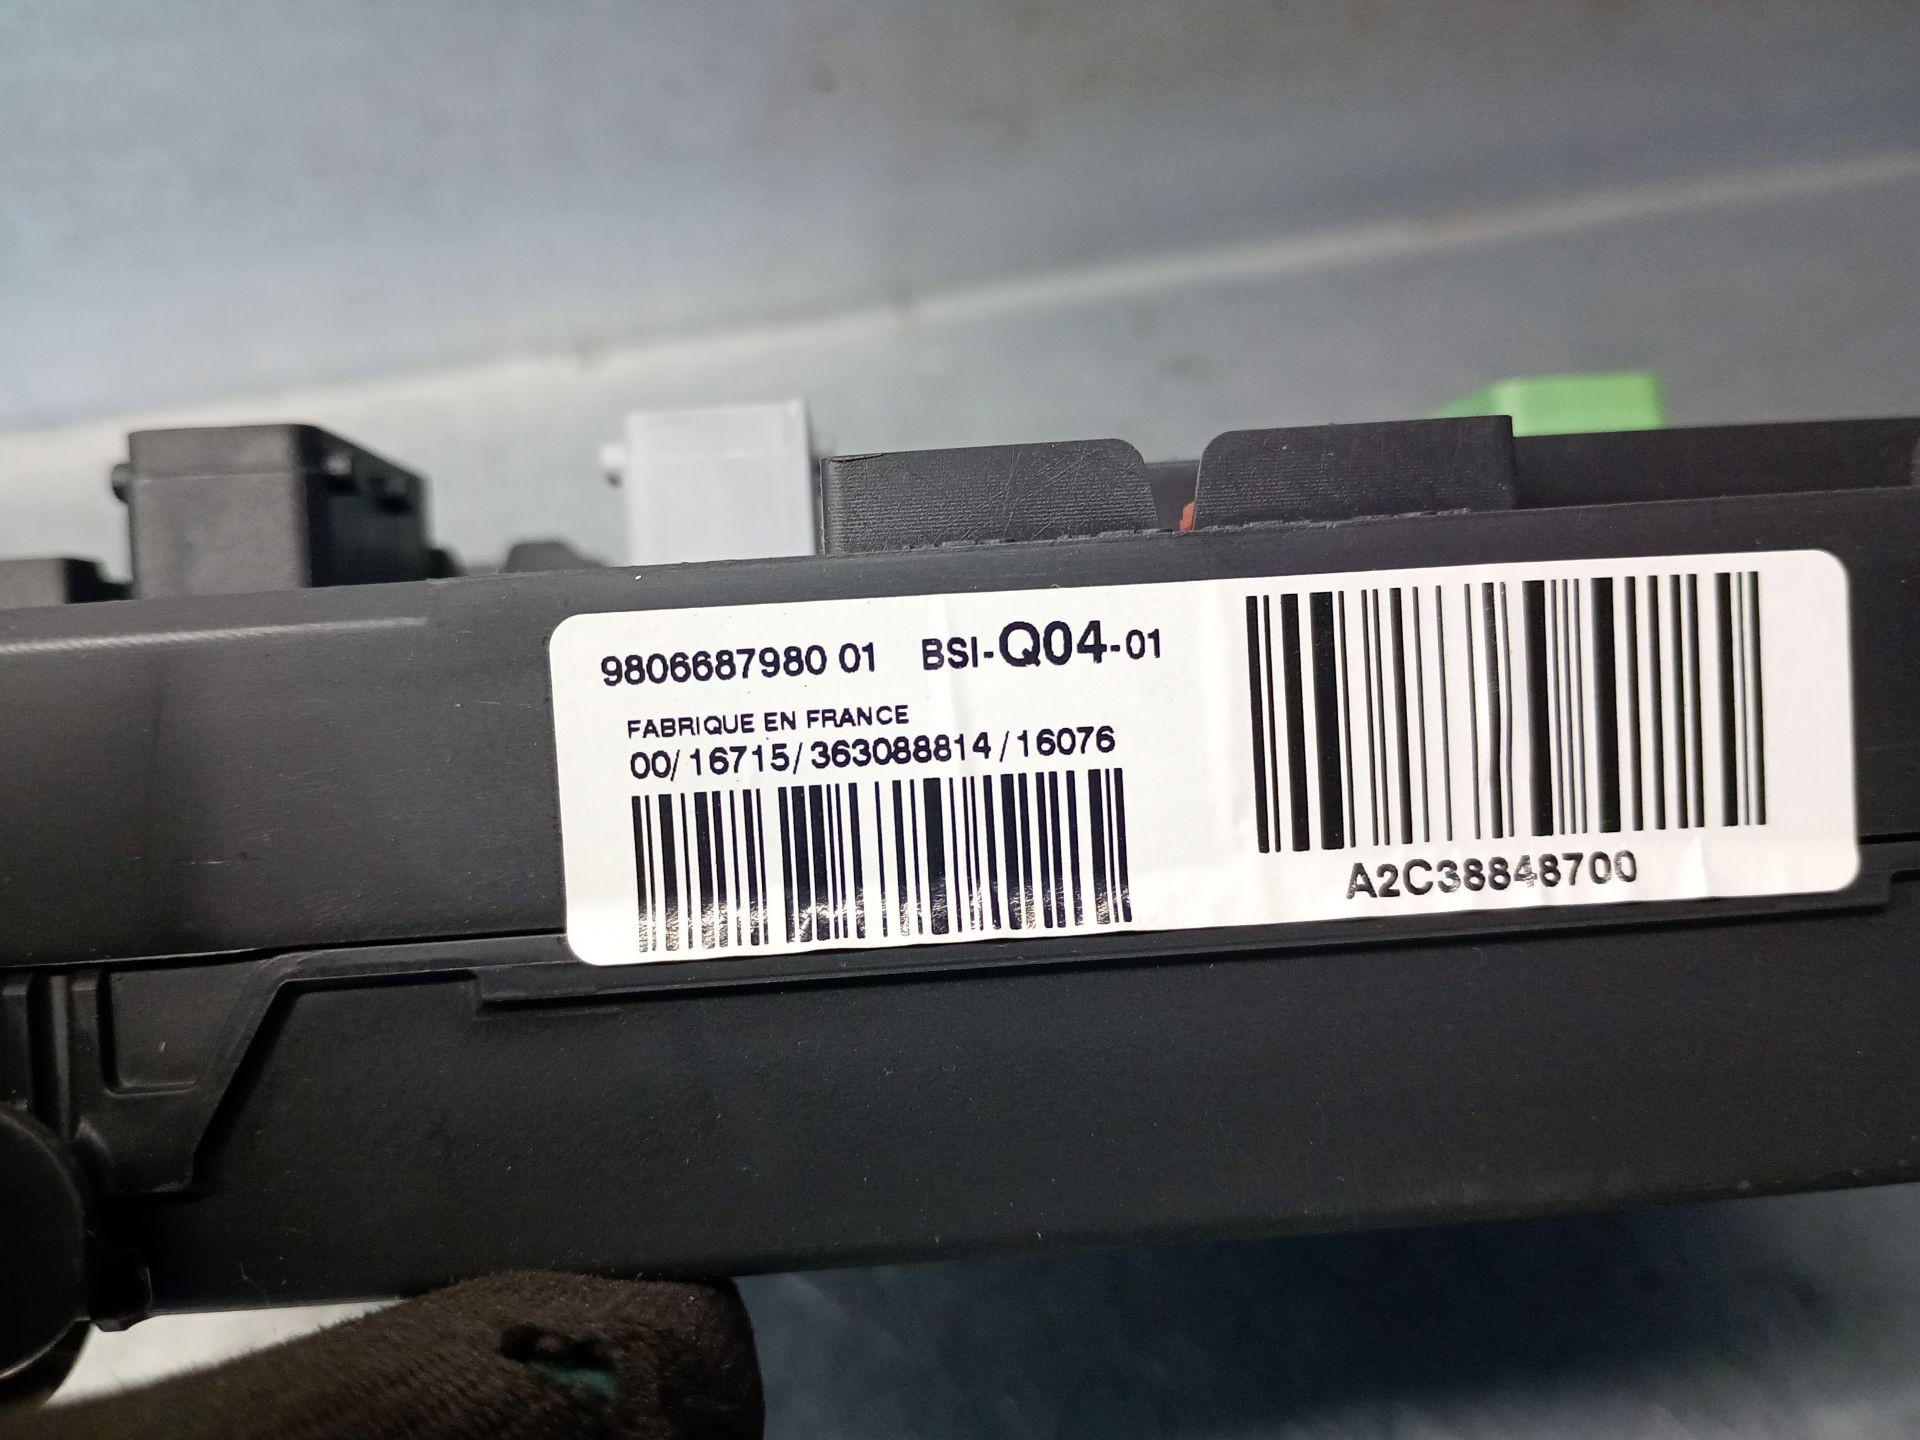 9806687980 01 BSI-Q04-01
FABRIQUE EN FRANCE
00/16715/363088814/16076
A2C38848700